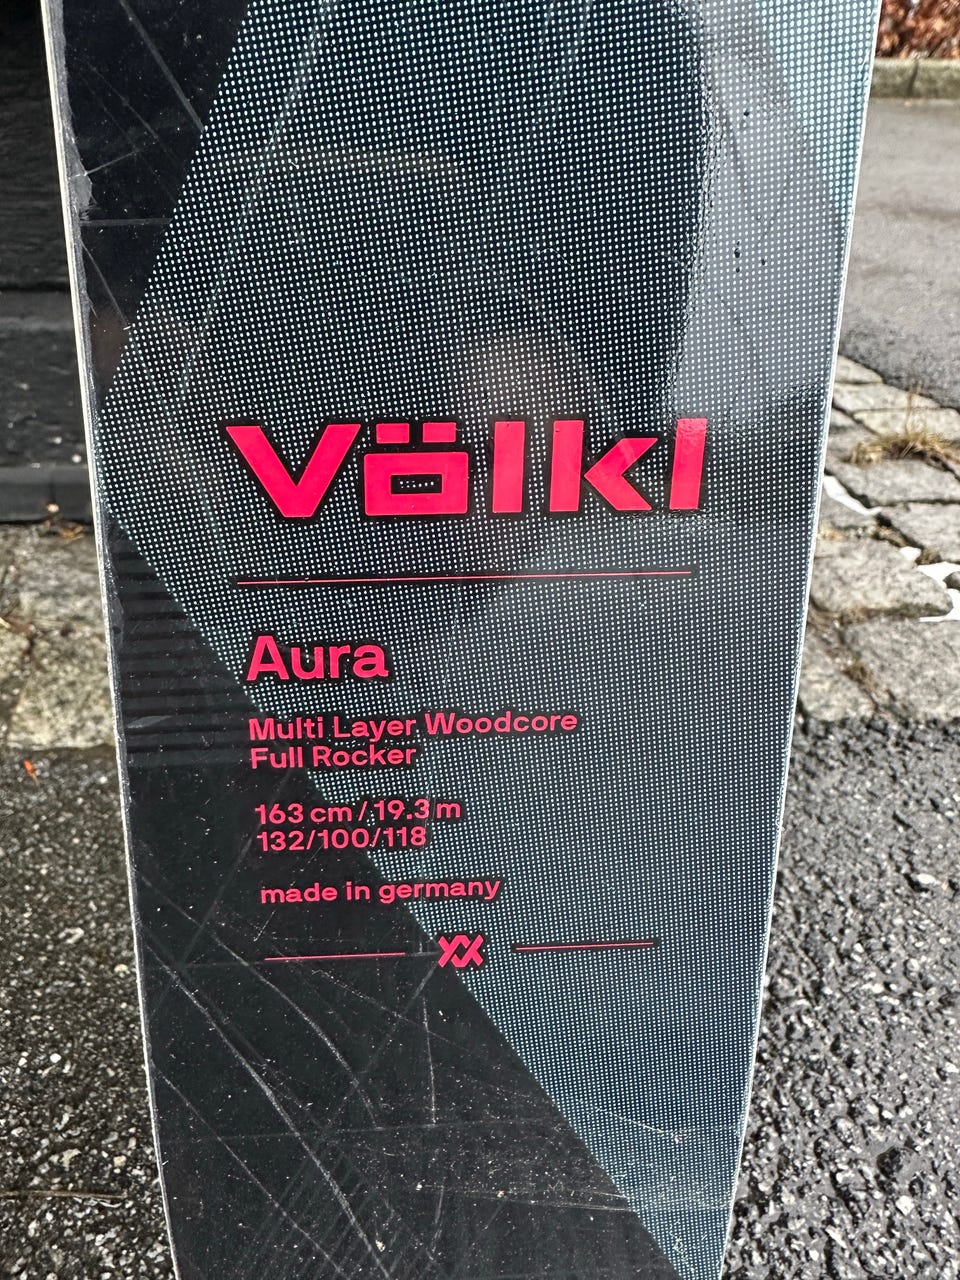 Völkl
Aura
Multi Layer Woodcore
Full Rocker
163 cm / 19.3 m
132/100/118
made in germany